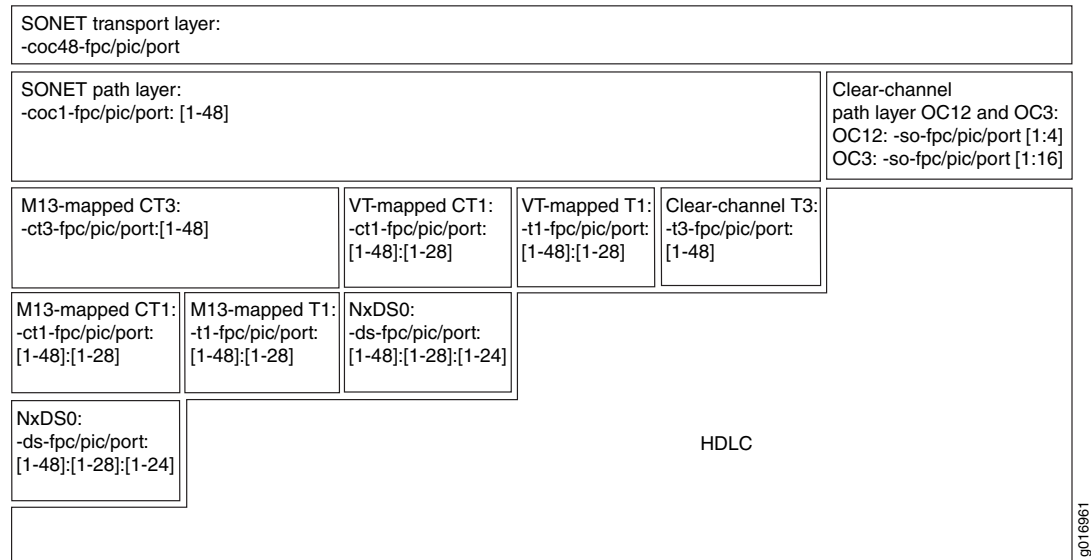 SONET transport layer:
-coc48-fpc/pic/port
SONET path layer:
-coc1-fpc/pic/port: [1-48]
Clear-channel
path layer OC12 and OC3:
OC12: -so-fpc/pic/port [1:4]
OC3: -so-fpc/pic/port [1:16]
M13-mapped CT3:
-ct3-fpc/pic/port:[1-48]
VT-mapped CT1:
-ct1-fpc/pic/port:
[1-48]:[1-28]
VT-mapped T1:
-t1-fpc/pic/port:
[1-48]:[1-28]
Clear-channel T3:
-t3-fpc/pic/port:
[1-48]
M13-mapped CT1:
-ct1-fpc/pic/port:
[1-48]:[1-28]
M13-mapped T1:
-t1-fpc/pic/port:
[1-48]:[1-28]
NxDS0:
-ds-fpc/pic/port:
[1-48]:[1-28]:[1-24]
NxDS0:
-ds-fpc/pic/port:
[1-48]:[1-28]:[1-24]
HDLC
g016961